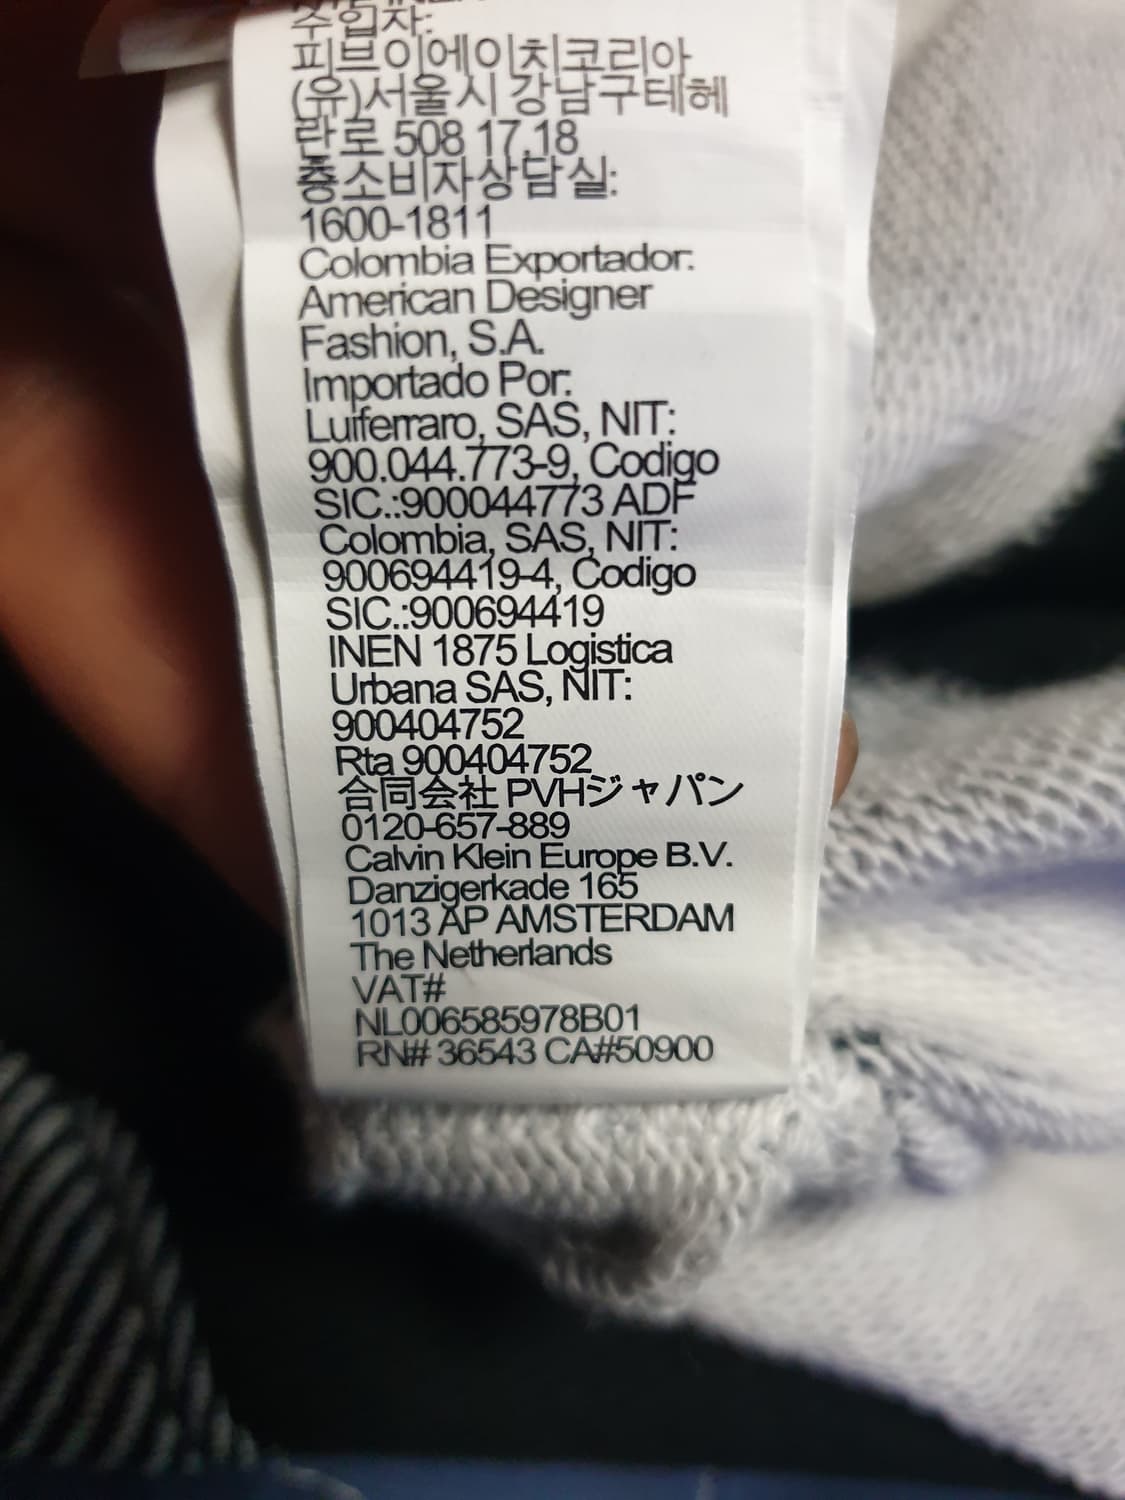 수입자:
피브이에이치코리아
(유)서울시강남구테헤
란로 508 17,18
층소비자상담실:
1600-1811
Colombia Exportador:
American Designer
Fashion, S.A.
Importado Por:
Luiferraro, SAS, NIT:
900.044.773-9, Codigo
SIC.:900044773 ADF
Colombia, SAS, NIT:
900694419-4, Codigo
SIC.:900694419
INEN 1875 Logistica
Urbana SAS, NIT:
900404752
Rta 900404752
合同会社 PVHジャパン
0120-657-889
Calvin Klein Europe B.V.
Danzigerkade 165
1013 AP AMSTERDAM
The Netherlands
VAT#
NL006585978B01
RN# 36543 CA#50900